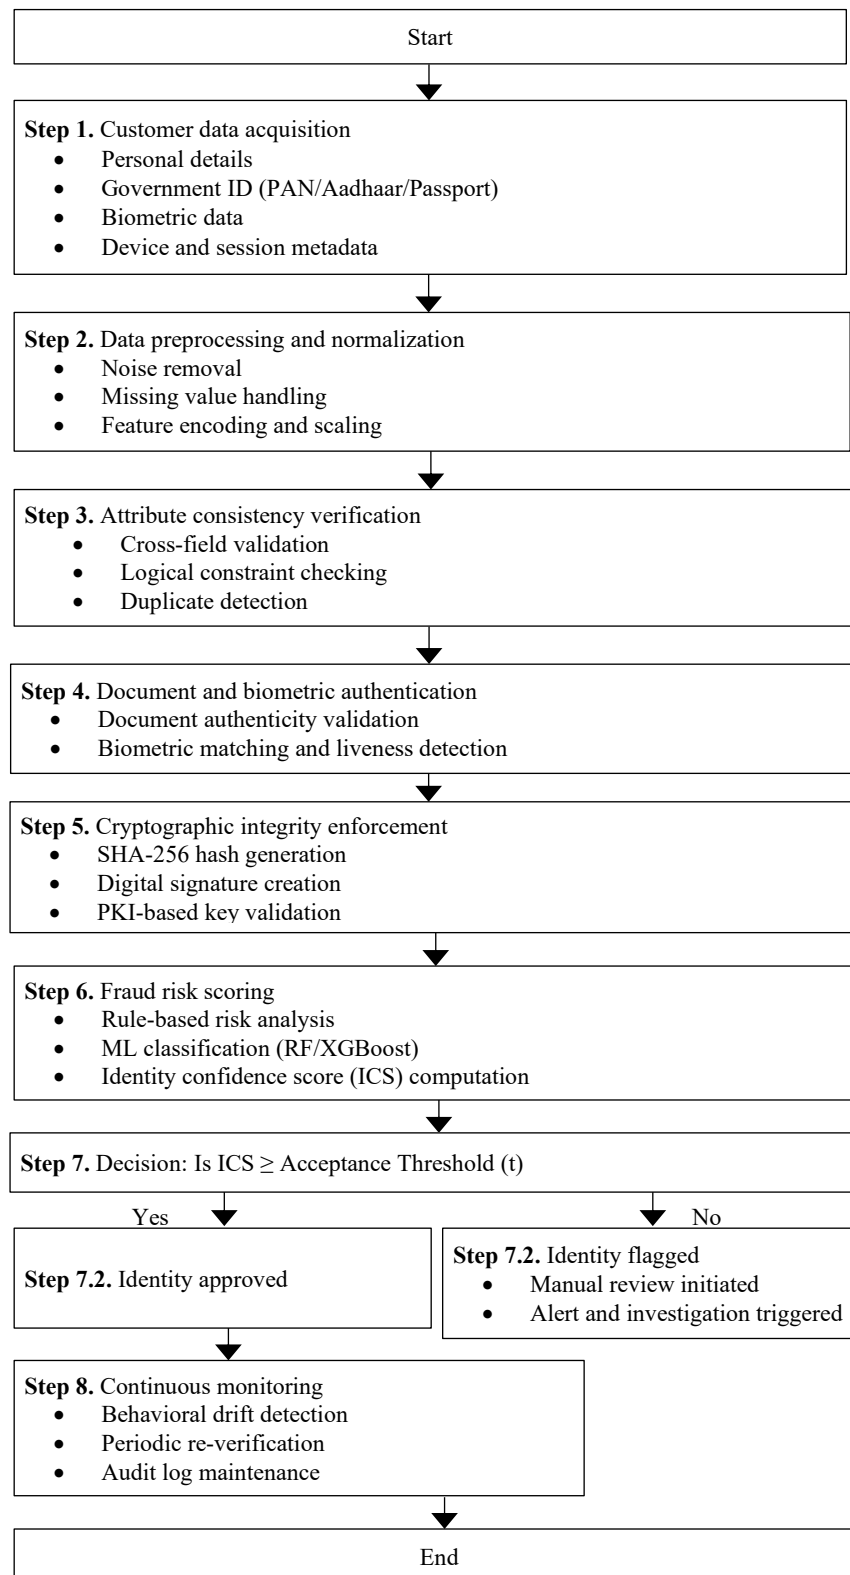 Start
Step 1. Customer data acquisition
• Personal details
• Government ID (PAN/Aadhaar/Passport)
• Biometric data
• Device and session metadata
Step 2. Data preprocessing and normalization
• Noise removal
• Missing value handling
• Feature encoding and scaling
Step 3. Attribute consistency verification
• Cross-field validation
• Logical constraint checking
• Duplicate detection
Step 4. Document and biometric authentication
• Document authenticity validation
• Biometric matching and liveness detection
Step 5. Cryptographic integrity enforcement
• SHA-256 hash generation
• Digital signature creation
• PKI-based key validation
Step 6. Fraud risk scoring
• Rule-based risk analysis
• ML classification (RF/XGBoost)
• Identity confidence score (ICS) computation
Step 7. Decision: Is ICS ≥ Acceptance Threshold (t)
Yes
No
Step 7.2. Identity approved
Step 7.2. Identity flagged
• Manual review initiated
• Alert and investigation triggered
Step 8. Continuous monitoring
• Behavioral drift detection
• Periodic re-verification
• Audit log maintenance
End